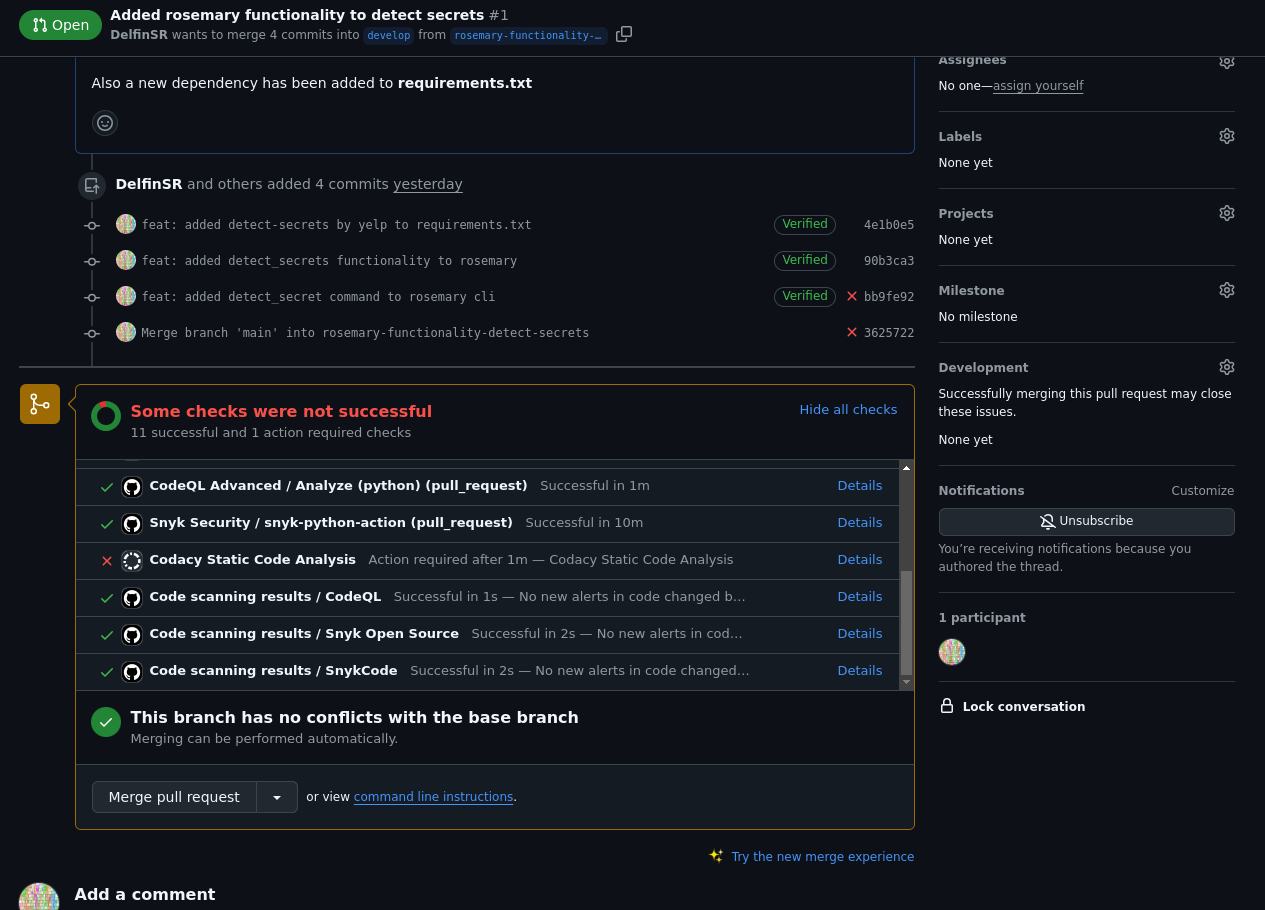 Open
Added rosemary functionality to detect secrets #1
DelfinSR wants to merge 4 commits into develop from rosemary-functionality-…
Also a new dependency has been added to requirements.txt
DelfinSR and others added 4 commits yesterday
feat: added detect-secrets by yelp to requirements.txt Verified 4e1b0e5
feat: added detect_secrets functionality to rosemary Verified 90b3ca3
feat: added detect_secret command to rosemary cli Verified bb9fe92
Merge branch 'main' into rosemary-functionality-detect-secrets 3625722
Some checks were not successful
Hide all checks
11 successful and 1 action required checks
CodeQL Advanced / Analyze (python) (pull_request) Successful in 1m Details
Snyk Security / snyk-python-action (pull_request) Successful in 10m Details
Codacy Static Code Analysis Action required after 1m — Codacy Static Code Analysis Details
Code scanning results / CodeQL Successful in 1s — No new alerts in code changed b… Details
Code scanning results / Snyk Open Source Successful in 2s — No new alerts in cod… Details
Code scanning results / SnykCode Successful in 2s — No new alerts in code changed… Details
This branch has no conflicts with the base branch
Merging can be performed automatically.
Merge pull request or view command line instructions.
Try the new merge experience
Add a comment
Assignees
No one—assign yourself
Labels
None yet
Projects
None yet
Milestone
No milestone
Development
Successfully merging this pull request may close
these issues.
None yet
Notifications Customize
Unsubscribe
You're receiving notifications because you
authored the thread.
1 participant
Lock conversation